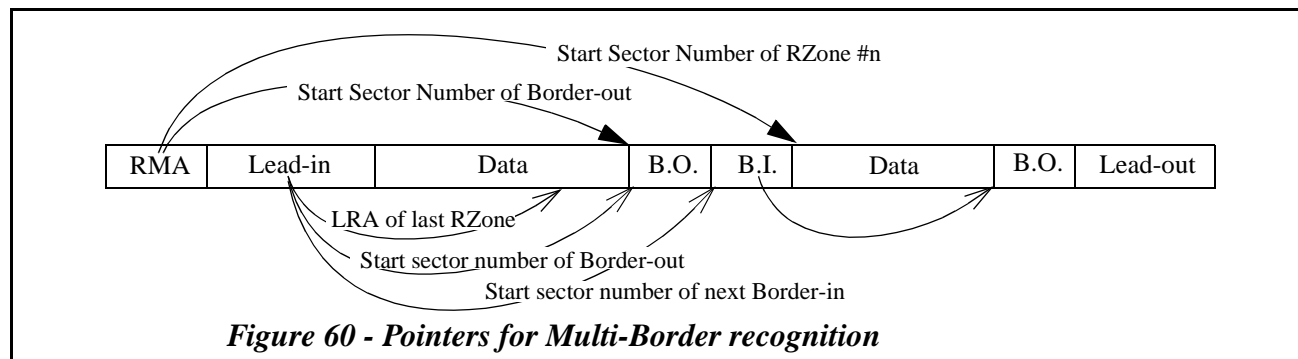 Start Sector Number of RZone #n
Start Sector Number of Border-out
RMA Lead-in Data B.O. B.I. Data B.O. Lead-out
LRA of last RZone
Start sector number of Border-out
Start sector number of next Border-in
Figure 60 - Pointers for Multi-Border recognition